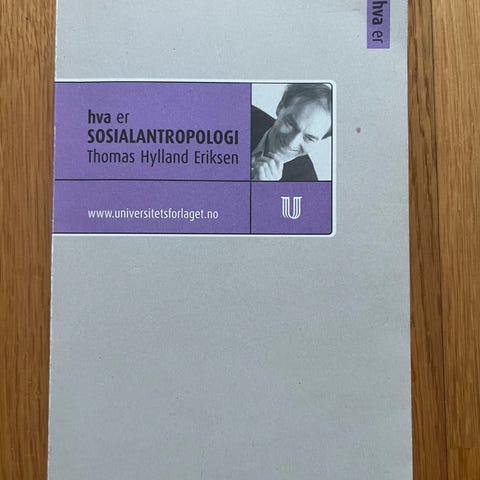 hva er
hva er
SOSIALANTROPOLOGI
Thomas Hylland Eriksen
www.universitetsforlaget.no
U